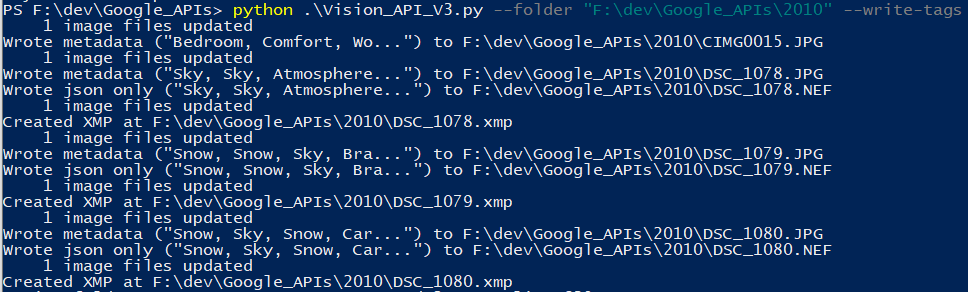 PS F:\dev\Google_APIs> python .\Vision_API_V3.py --folder "F:\dev\Google_APIs\2010" --write-tags
    1 image files updated
Wrote metadata ("Bedroom, Comfort, Wo...") to F:\dev\Google_APIs\2010\CIMG0015.JPG
    1 image files updated
Wrote metadata ("Sky, Sky, Atmosphere...") to F:\dev\Google_APIs\2010\DSC_1078.JPG
Wrote json only ("Sky, Sky, Atmosphere...") to F:\dev\Google_APIs\2010\DSC_1078.NEF
    1 image files updated
Created XMP at F:\dev\Google_APIs\2010\DSC_1078.xmp
    1 image files updated
Wrote metadata ("Snow, Snow, Sky, Bra...") to F:\dev\Google_APIs\2010\DSC_1079.JPG
Wrote json only ("Snow, Snow, Sky, Bra...") to F:\dev\Google_APIs\2010\DSC_1079.NEF
    1 image files updated
Created XMP at F:\dev\Google_APIs\2010\DSC_1079.xmp
    1 image files updated
Wrote metadata ("Snow, Sky, Snow, Car...") to F:\dev\Google_APIs\2010\DSC_1080.JPG
Wrote json only ("Snow, Sky, Snow, Car...") to F:\dev\Google_APIs\2010\DSC_1080.NEF
    1 image files updated
Created XMP at F:\dev\Google_APIs\2010\DSC_1080.xmp